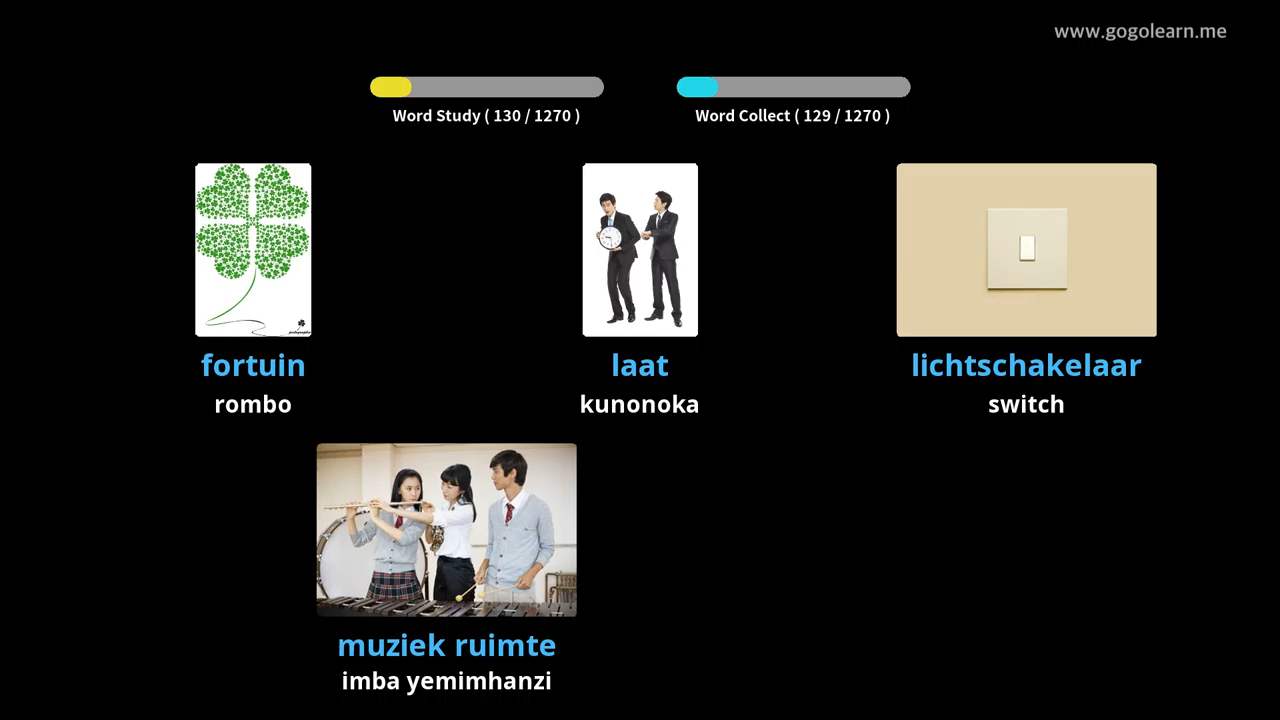 www.gogolearn.me
Word Study ( 130 / 1270 )
Word Collect ( 129 / 1270 )
fortuin
rombo
laat
kunonoka
lichtschakelaar
switch
muziek ruimte
imba yemimhanzi